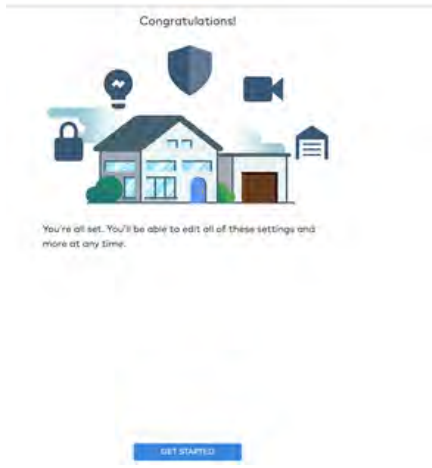 Congratulations!
You're all set. You'll be able to edit all of these settings and
more at any time.
GET STARTED